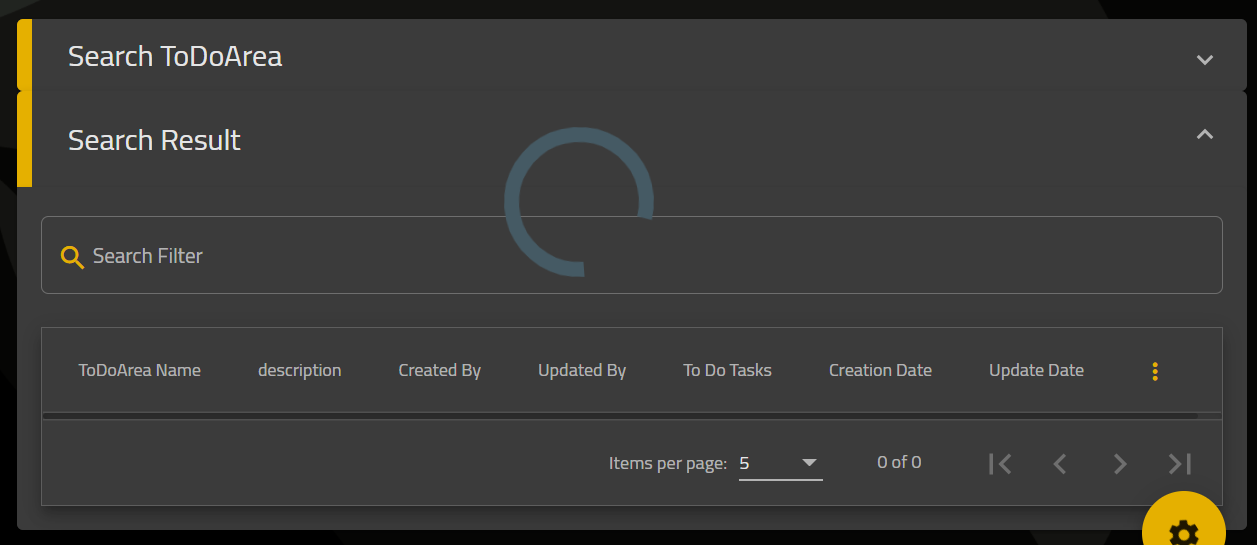 Search ToDoArea
Search Result
Search Filter
ToDoArea Name description Created By Updated By To Do Tasks Creation Date Update Date
Items per page: 5 0 of 0